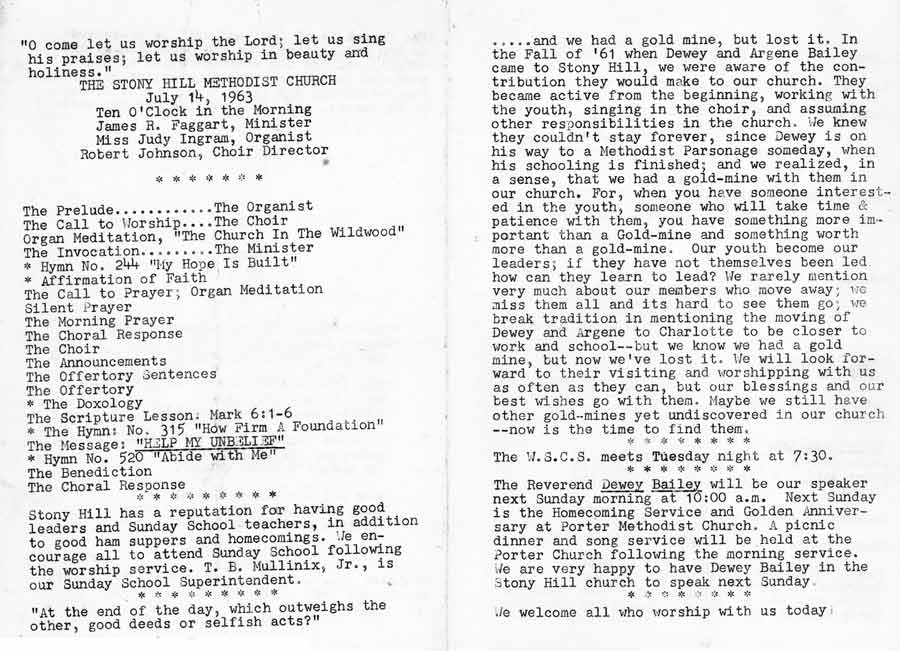 "O come let us worship the Lord; let us sing
his praises; let us worship in beauty and
holiness."
THE STONY HILL METHODIST CHURCH
July 14, 1963
Ten O'Clock in the Morning
James R. Faggart, Minister
Miss Judy Ingram, Organist
Robert Johnson, Choir Director
* * * * * * *
The Prelude............The Organist
The Call to Worship....The Choir
Organ Meditation, "The Church In The Wildwood"
The Invocation.........The Minister
* Hymn No. 244 "My Hope Is Built"
* Affirmation of Faith
The Call to Prayer; Organ Meditation
Silent Prayer
The Morning Prayer
The Choral Response
The Choir
The Announcements
The Offertory Sentences
The Offertory
* The Doxology
The Scripture Lesson: Mark 6:1-6
* The Hymn: No. 315 "How Firm A Foundation"
The Message: "HELP MY UNBELIEF"
* Hymn No. 520 "Abide with Me"
The Benediction
The Choral Response
* * * * * * * * *
Stony Hill has a reputation for having good
leaders and Sunday School teachers, in addition
to good ham suppers and homecomings. We en-
courage all to attend Sunday School following
the worship service. T. B. Mullinix, Jr., is
our Sunday School Superintendent.
* * * * * * * * *
"At the end of the day, which outweighs the
other, good deeds or selfish acts?"
.....and we had a gold mine, but lost it. In
the Fall of '61 when Dewey and Argene Bailey
came to Stony Hill, we were aware of the con-
tribution they would make to our church. They
became active from the beginning, working with
the youth, singing in the choir, and assuming
other responsibilities in the church. We knew
they couldn't stay forever, since Dewey is on
his way to a Methodist Parsonage someday, when
his schooling is finished; and we realized, in
a sense, that we had a gold-mine with them in
our church. For, when you have someone interest-
ed in the youth, someone who will take time &
patience with them, you have something more im-
portant than a Gold-mine and something worth
more than a gold-mine. Our youth become our
leaders; if they have not themselves been led
how can they learn to lead? We rarely mention
very much about our members who move away; we
miss them all and its hard to see them go; we
break tradition in mentioning the moving of
Dewey and Argene to Charlotte to be closer to
work and school--but we know we had a gold
mine, but now we've lost it. We will look for-
ward to their visiting and worshipping with us
as often as they can, but our blessings and our
best wishes go with them. Maybe we still have
other gold-mines yet undiscovered in our church
--now is the time to find them.
* * * * * * * *
The W.S.C.S. meets Tuesday night at 7:30.
* * * * * * * *
The Reverend Dewey Bailey will be our speaker
next Sunday morning at 10:00 a.m. Next Sunday
is the Homecoming Service and Golden Anniver-
sary at Porter Methodist Church. A picnic
dinner and song service will be held at the
Porter Church following the morning service.
We are very happy to have Dewey Bailey in the
Stony Hill church to speak next Sunday.
* * * * * * * *
We welcome all who worship with us today!